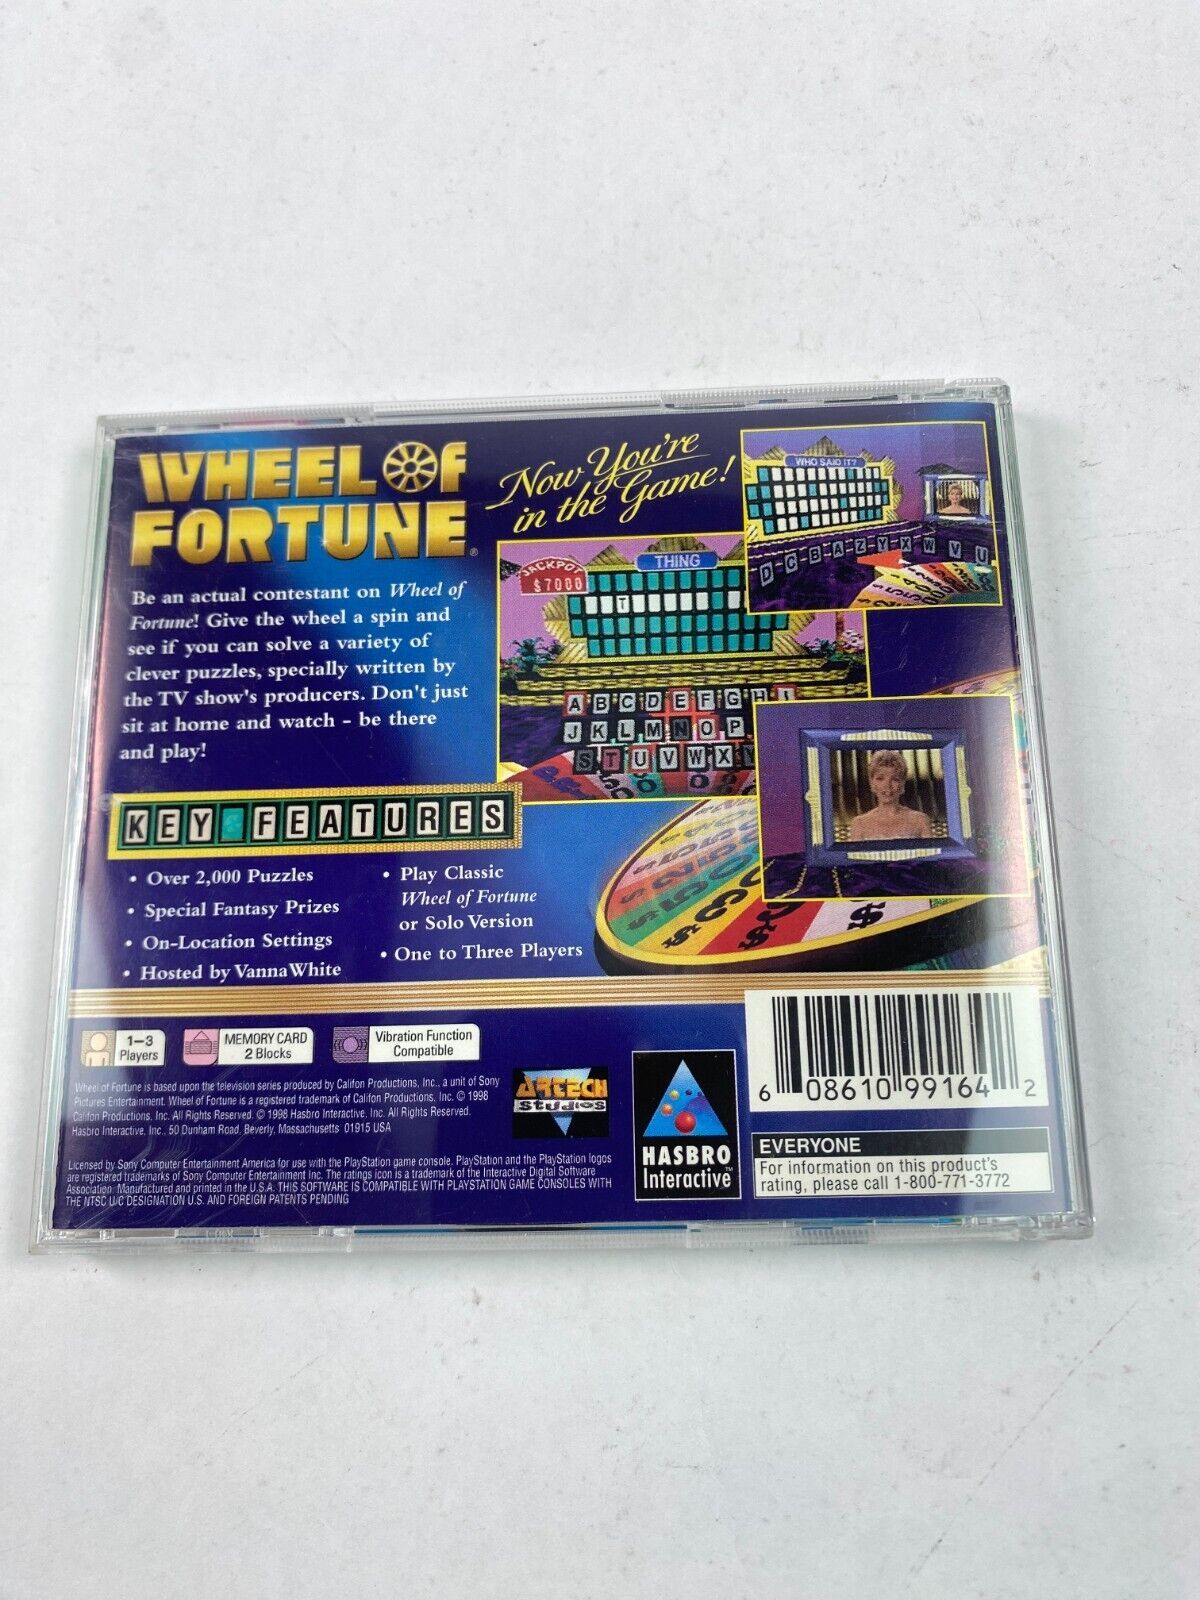 WHEEL OF
FORTUNE®
Now You're
in the Game!
Be an actual contestant on Wheel of
Fortune! Give the wheel a spin and
see if you can solve a variety of
clever puzzles, specially written by
the TV show's producers. Don't just
sit at home and watch - be there
and play!
WHO SAID IT?
D C B A Z Y X W V U
JACKPOT
$7000
THING
T
A B C D E F G H I
J K L M N O P
S T U V W X Y
KEY FEATURES
• Over 2,000 Puzzles
• Special Fantasy Prizes
• On-Location Settings
• Hosted by Vanna White
• Play Classic
Wheel of Fortune
or Solo Version
• One to Three Players
1–3
Players
MEMORY CARD
2 Blocks
Vibration Function
Compatible
Wheel of Fortune is based upon the television series produced by Califon Productions, Inc., a unit of Sony
Pictures Entertainment. Wheel of Fortune is a registered trademark of Califon Productions, Inc. © 1998
Califon Productions, Inc. All Rights Reserved. © 1998 Hasbro Interactive, Inc. All Rights Reserved.
Hasbro Interactive, Inc., 50 Dunham Road, Beverly, Massachusetts 01915 USA
Licensed by Sony Computer Entertainment America for use with the PlayStation game console. PlayStation and the PlayStation logos
are registered trademarks of Sony Computer Entertainment Inc. The ratings icon is a trademark of the Interactive Digital Software
Association. Manufactured and printed in the U.S.A. THIS SOFTWARE IS COMPATIBLE WITH PLAYSTATION GAME CONSOLES WITH
THE NTSC U/C DESIGNATION U.S. AND FOREIGN PATENTS PENDING
ARTECH
Studios
HASBRO
Interactive™
6 08610 99164 2
EVERYONE
For information on this product's
rating, please call 1-800-771-3772